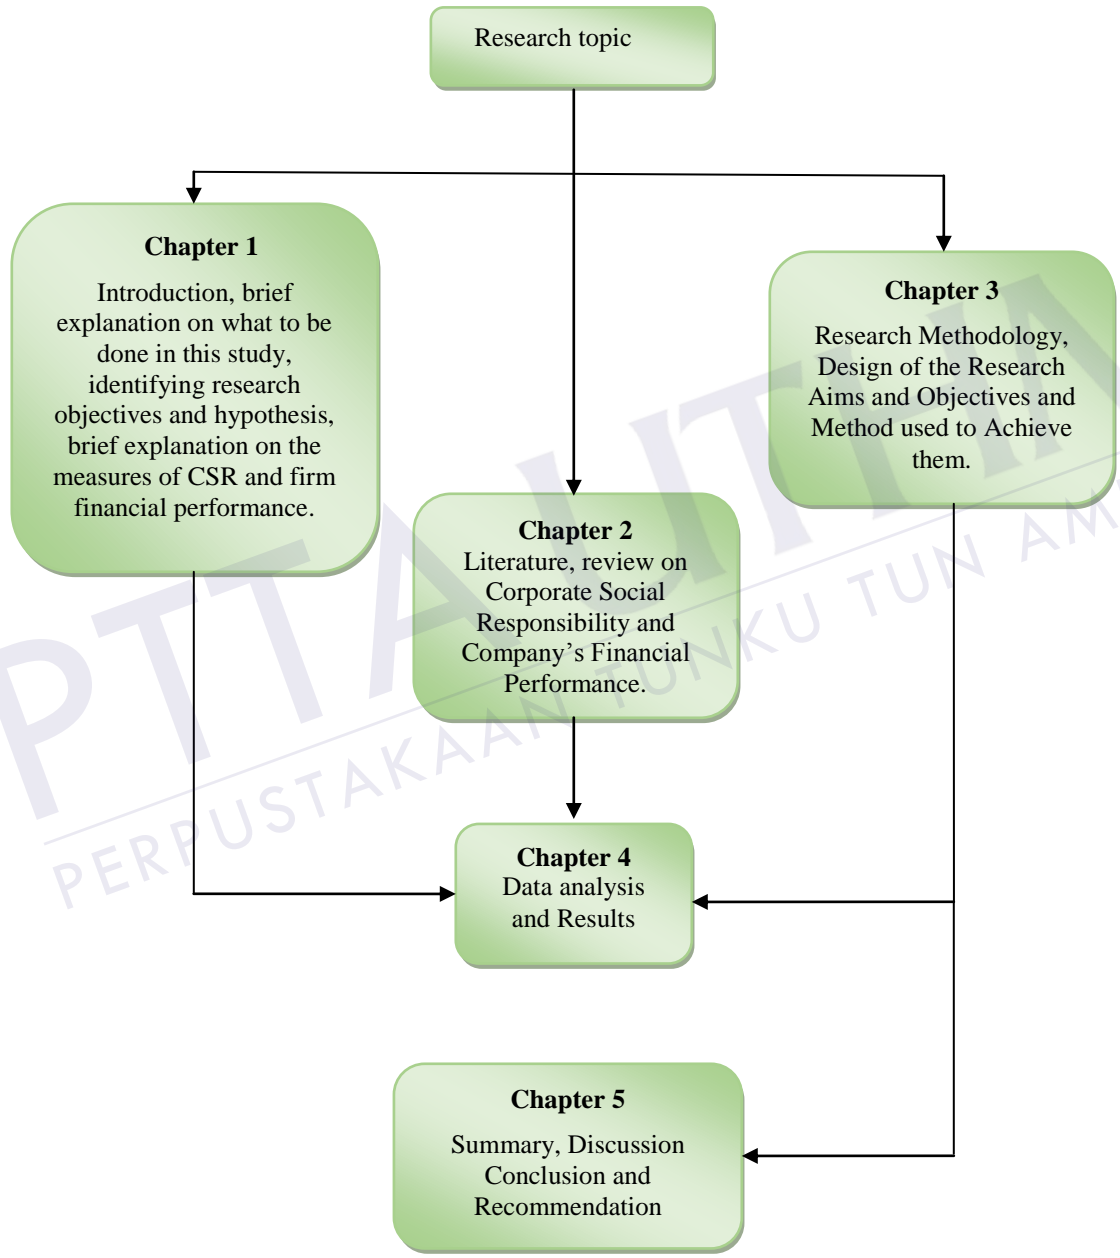 Research topic
Chapter 1
Introduction, brief
explanation on what to be
done in this study,
identifying research
objectives and hypothesis,
brief explanation on the
measures of CSR and firm
financial performance.
Chapter 2
Literature, review on
Corporate Social
Responsibility and
Company’s Financial
Performance.
Chapter 3
Research Methodology,
Design of the Research
Aims and Objectives and
Method used to Achieve
them.
Chapter 4
Data analysis
and Results
Chapter 5
Summary, Discussion
Conclusion and
Recommendation
PTTA UTHM
PERPUSTAKAAN TUNKU TUN AM